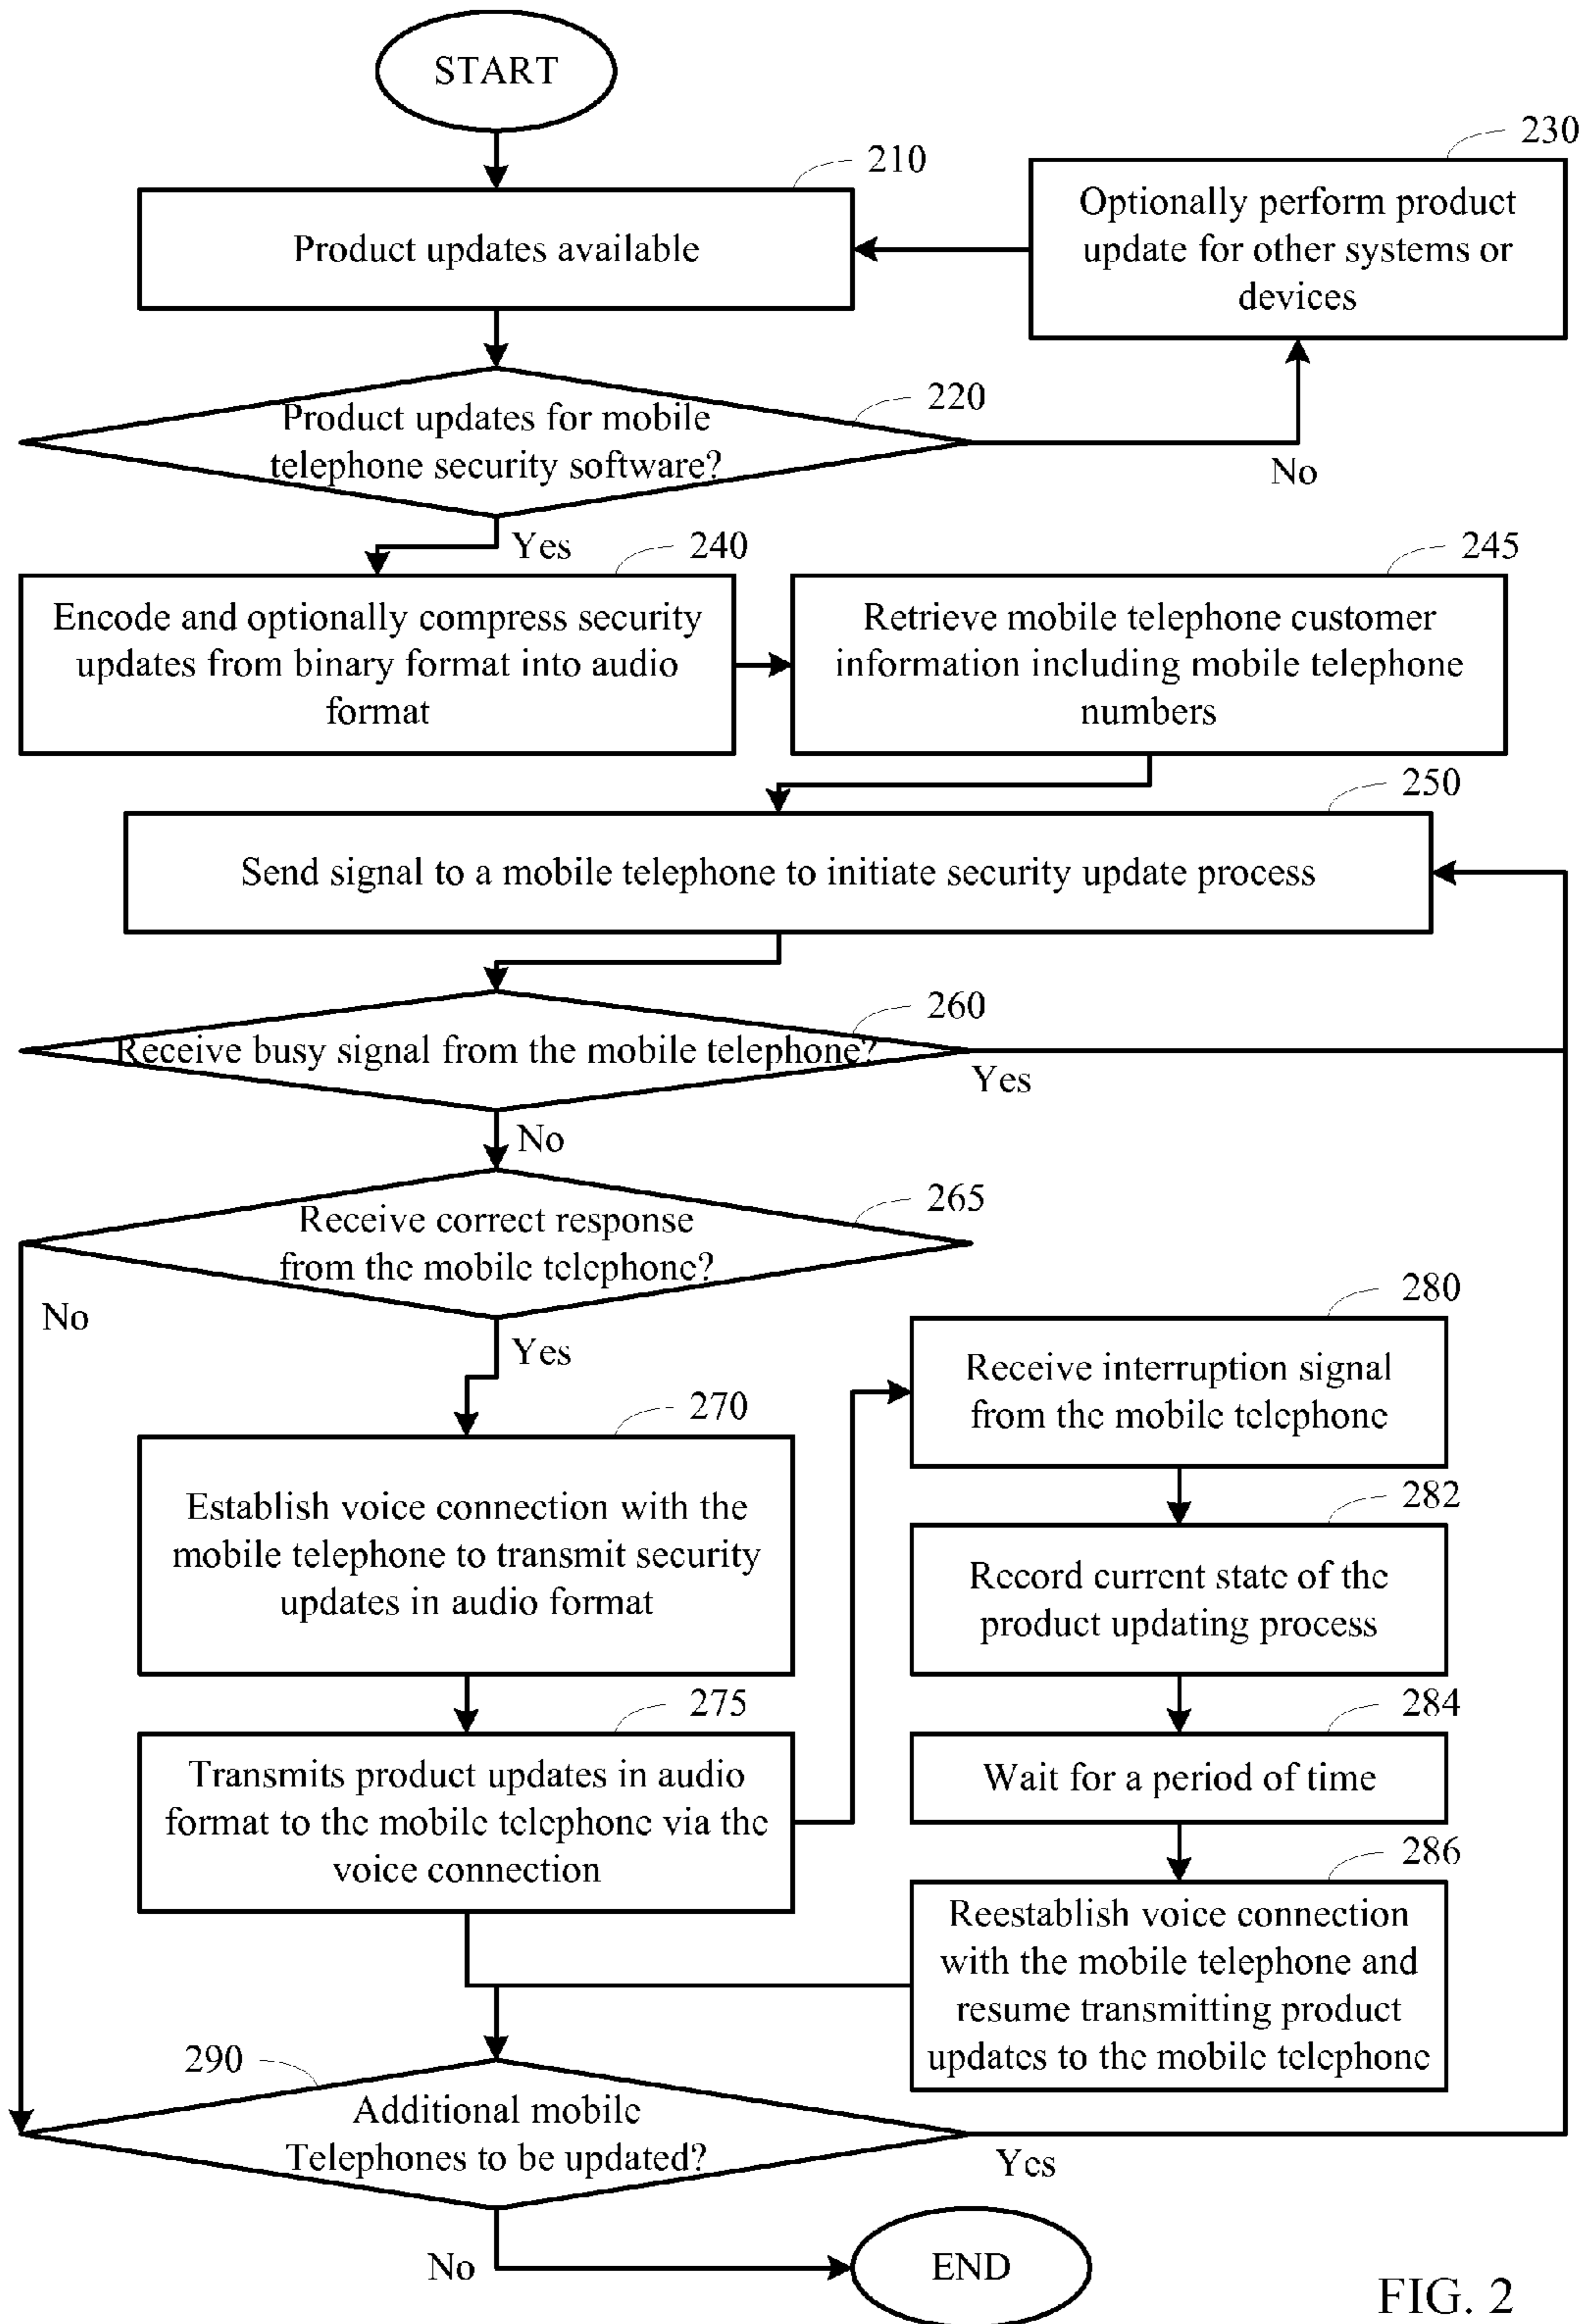 START
210
Product updates available
230
Optionally perform product
update for other systems or
devices
220
Product updates for mobile
telephone security software?
No
Yes
240
Encode and optionally compress security
updates from binary format into audio
format
245
Retrieve mobile telephone customer
information including mobile telephone
numbers
250
Send signal to a mobile telephone to initiate security update process
260
Receive busy signal from the mobile telephone?
Yes
No
265
Receive correct response
from the mobile telephone?
No
Yes
270
Establish voice connection with the
mobile telephone to transmit security
updates in audio format
275
Transmits product updates in audio
format to the mobile telephone via the
voice connection
280
Receive interruption signal
from the mobile telephone
282
Record current state of the
product updating process
284
Wait for a period of time
286
Reestablish voice connection
with the mobile telephone and
resume transmitting product
updates to the mobile telephone
290
Additional mobile
Telephones to be updated?
Yes
No
END
FIG. 2